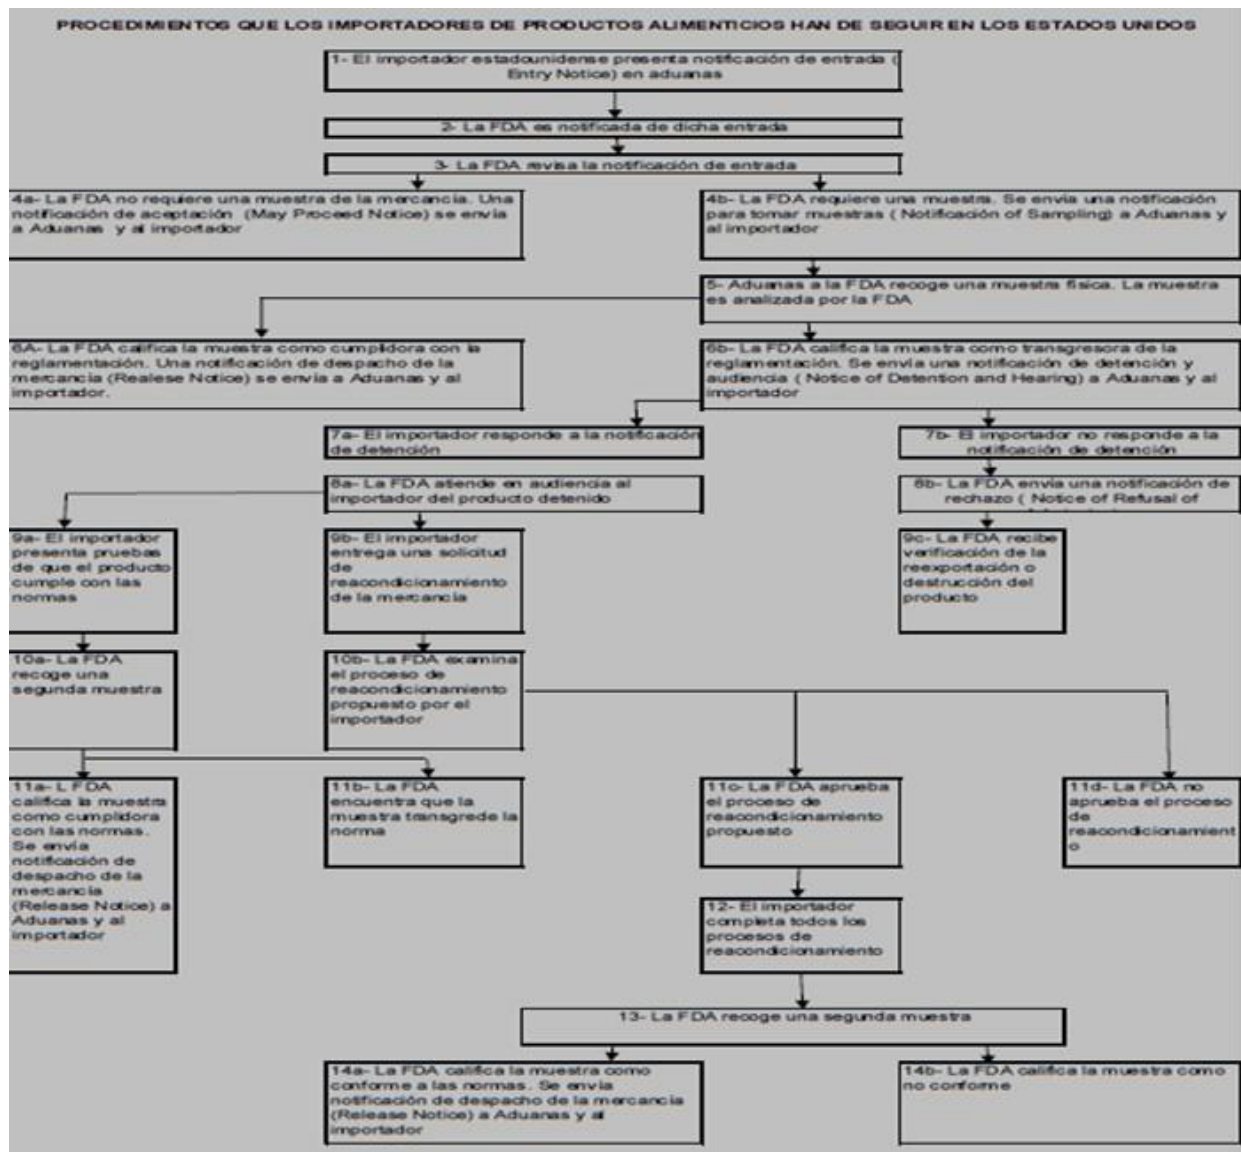 PROCEDIMIENTOS QUE LOS IMPORTADORES DE PRODUCTOS ALIMENTICIOS HAN DE SEGUIR EN LOS ESTADOS UNIDOS
1- El importador estadounidense presenta notificación de entrada (
Entry Notice) en aduanas
2- La FDA es notificada de dicha entrada
3- La FDA revisa la notificación de entrada
4a- La FDA no requiere una muestra de la mercancía. Una
notificación de aceptación (May Proceed Notice) se envía
a Aduanas y al importador
4b- La FDA requiere una muestra. Se envía una notificación
para tomar muestras ( Notification of Sampling) a Aduanas y
al importador
5- Aduanas a la FDA recoge una muestra física. La muestra
es analizada por la FDA
6A- La FDA califica la muestra como cumplidora con la
reglamentación. Una notificación de despacho de la
mercancía (Realese Notice) se envía a Aduanas y al
importador.
6b- La FDA califica la muestra como transgresora de la
reglamentación. Se envía una notificación de detención y
audiencia ( Notice of Detention and Hearing) a Aduanas y al
importador
7a- El importador responde a la notificación
de detención
7b- El importador no responde a la
notificación de detención
8a- La FDA atiende en audiencia al
importador del producto detenido
8b- La FDA envía una notificación de
rechazo ( Notice of Refusal of
9a- El importador
presenta pruebas
de que el producto
cumple con las
normas
9b- El importador
entrega una solicitud
de
reacondicionamiento
de la mercancía
9c- La FDA recibe
verificación de la
reexportación o
destrucción del
producto
10a- La FDA
recoge una
segunda muestra
10b- La FDA examina
el proceso de
reacondicionamiento
propuesto por el
importador
11a- L FDA
califica la muestra
como cumplidora
con las normas.
Se envía
notificación de
despacho de la
mercancía
(Release Notice) a
Aduanas y al
importador
11b- La FDA
encuentra que la
muestra transgrede la
norma
11c- La FDA aprueba
el proceso de
reacondicionamiento
propuesto
11d- La FDA no
aprueba el proceso
de
reacondicionamient
o
12- El importador
completa todos los
procesos de
reacondicionamiento
13- La FDA recoge una segunda muestra
14a- La FDA califica la muestra como
conforme a las normas. Se envía
notificación de despacho de la mercancía
(Release Notice) a Aduanas y al
importador
14b- La FDA califica la muestra como
no conforme